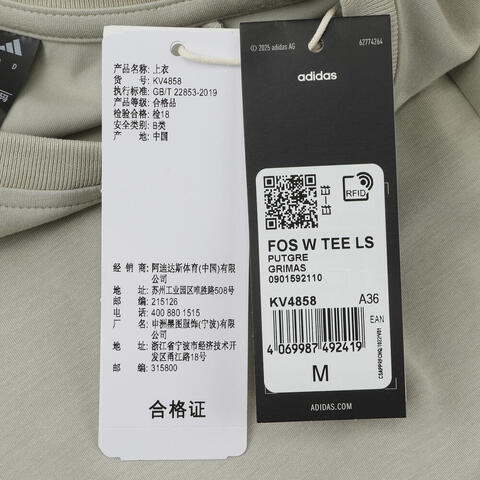 产品名称: 上衣
货 号: KV4858
执行标准: GB/T 22853-2019
产品等级: 合格品
检验合格: 检18
安全类别: B类
产 地: 中国
经 销 商: 阿迪达斯体育(中国)有限
公司
地 址: 苏州工业园区唯胜路508号
邮 编: 215126
电 话: 400 880 1515
厂 名: 申洲墨图服饰(宁波)有限
公司
地 址: 浙江省宁波市经济技术开
发区甬江路18号
邮 编: 315800
合格证
© 2025 adidas AG
62774264
adidas
RFID
FOS W TEE LS
PUTGRE
GRIMAS
0901592110
KV4858
A36
EAN
4 069987 492419
M
ADIDAS.COM